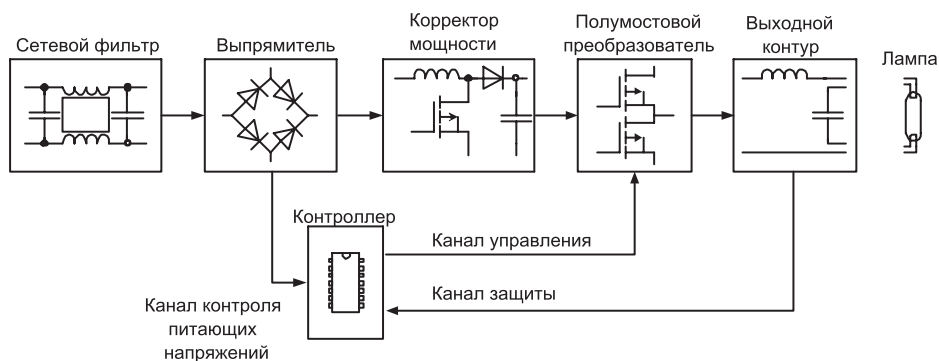 Сетевой фильтр
Выпрямитель
Корректор
мощности
Полумостовой
преобразователь
Выходной
контур
Лампа
Контроллер
Канал управления
Канал защиты
Канал контроля
питающих
напряжений